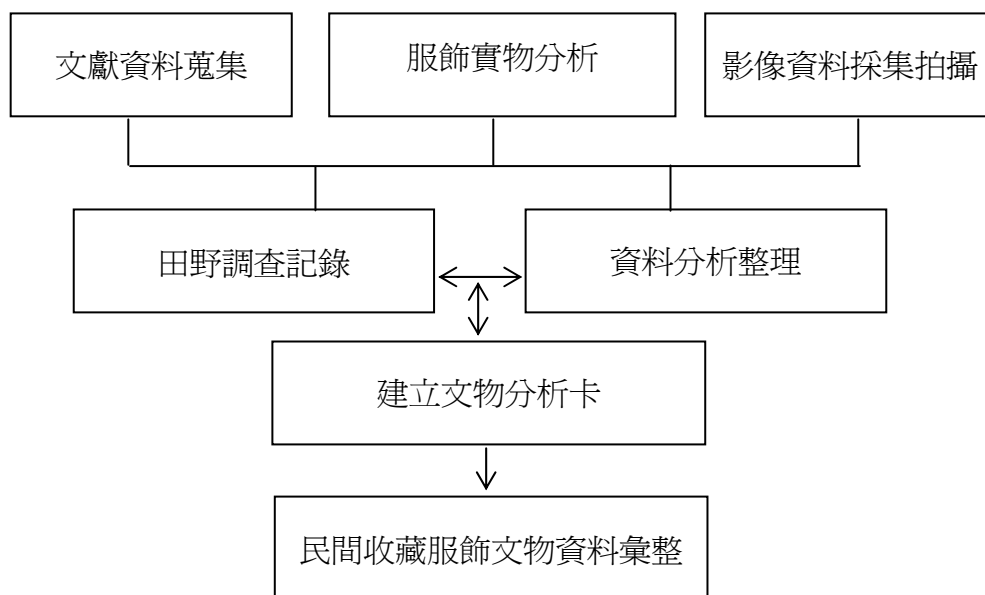 文獻資料蒐集
服飾實物分析
影像資料採集拍攝
田野調查記錄
資料分析整理
建立文物分析卡
民間收藏服飾文物資料彙整